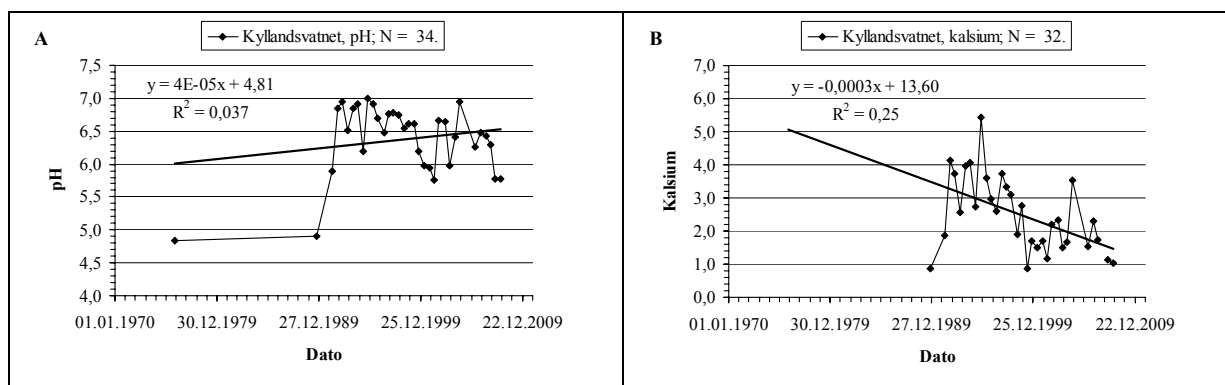 A
Kyllandsvatnet, pH; N = 34.
7,5
7,0
6,5
6,0
5,5
5,0
4,5
4,0
pH
y = 4E-05x + 4,81
R² = 0,037
01.01.1970 30.12.1979 27.12.1989 25.12.1999 22.12.2009
Dato
B
Kyllandsvatnet, kalsium; N = 32.
7,0
6,0
5,0
4,0
3,0
2,0
1,0
0,0
Kalsium
y = -0,0003x + 13,60
R² = 0,25
01.01.1970 30.12.1979 27.12.1989 25.12.1999 22.12.2009
Dato